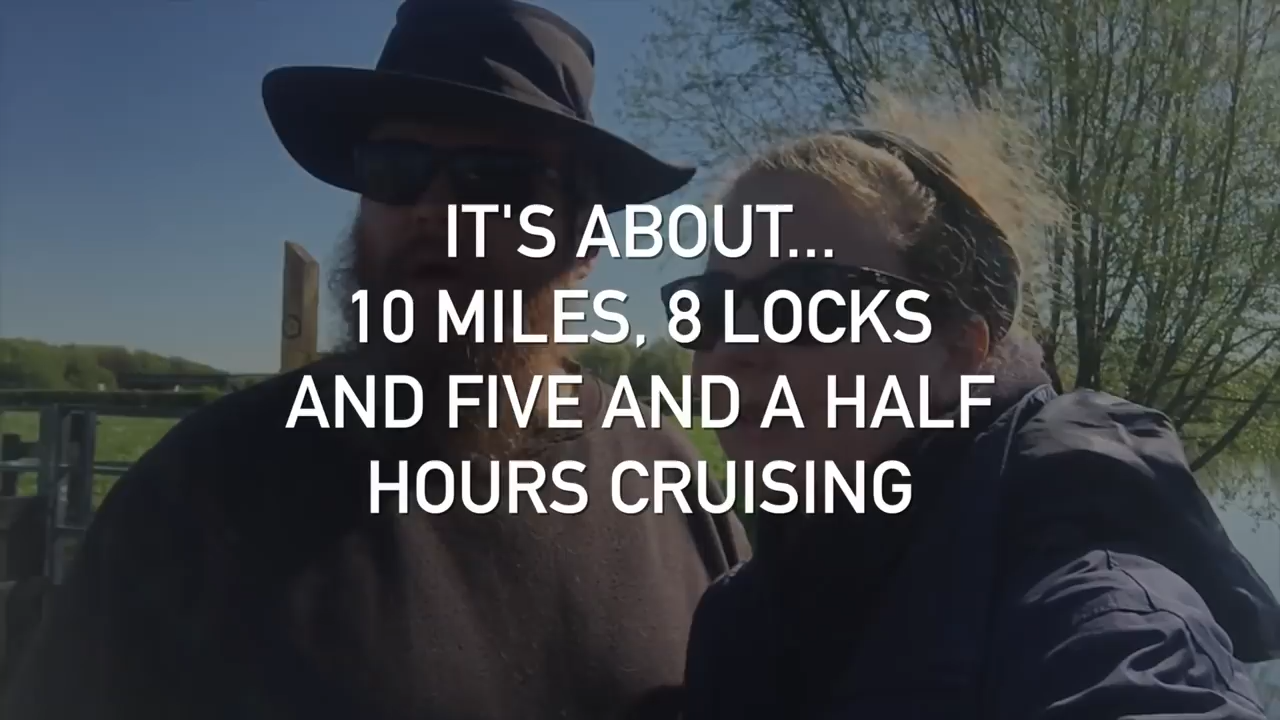 IT'S ABOUT...
10 MILES, 8 LOCKS
AND FIVE AND A HALF
HOURS CRUISING